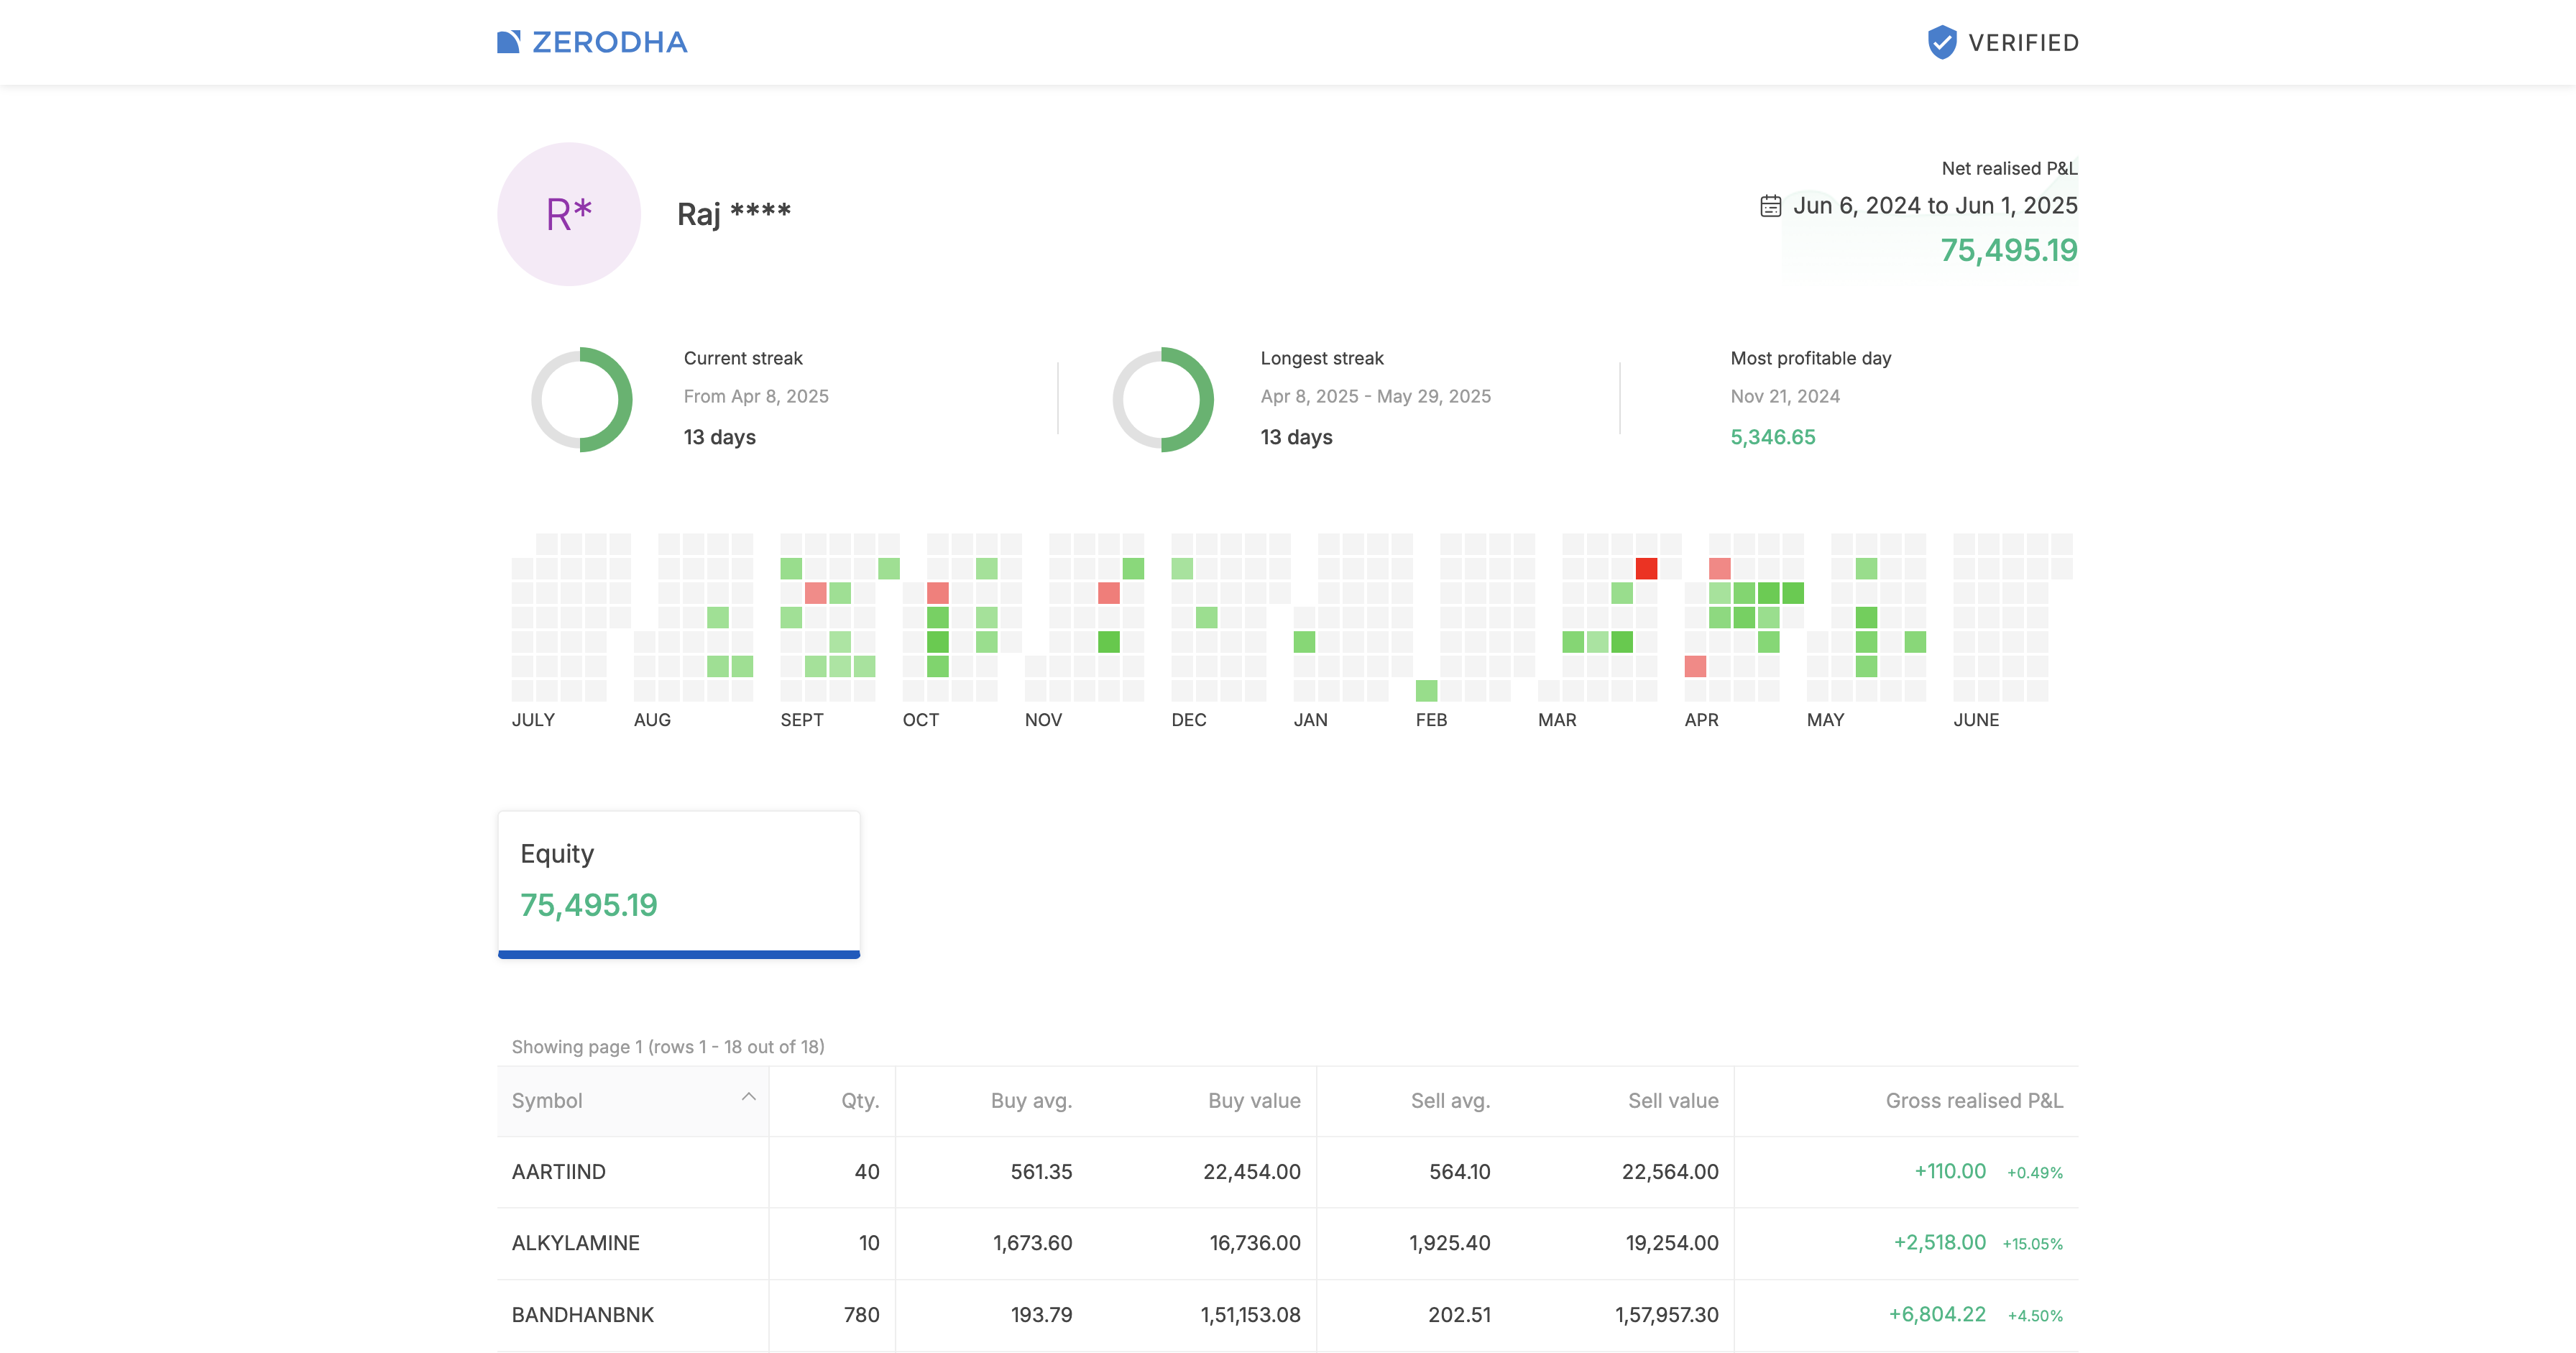 ZERODHA
VERIFIED
R*
Raj ****
Net realised P&L
Jun 6, 2024 to Jun 1, 2025
75,495.19
Current streak
From Apr 8, 2025
13 days
Longest streak
Apr 8, 2025 - May 29, 2025
13 days
Most profitable day
Nov 21, 2024
5,346.65
JULY AUG SEPT OCT NOV DEC JAN FEB MAR APR MAY JUNE
Equity
75,495.19
Showing page 1 (rows 1 - 18 out of 18)
Symbol Qty. Buy avg. Buy value Sell avg. Sell value Gross realised P&L
AARTIIND 40 561.35 22,454.00 564.10 22,564.00 +110.00 +0.49%
ALKYLAMINE 10 1,673.60 16,736.00 1,925.40 19,254.00 +2,518.00 +15.05%
BANDHANBNK 780 193.79 1,51,153.08 202.51 1,57,957.30 +6,804.22 +4.50%